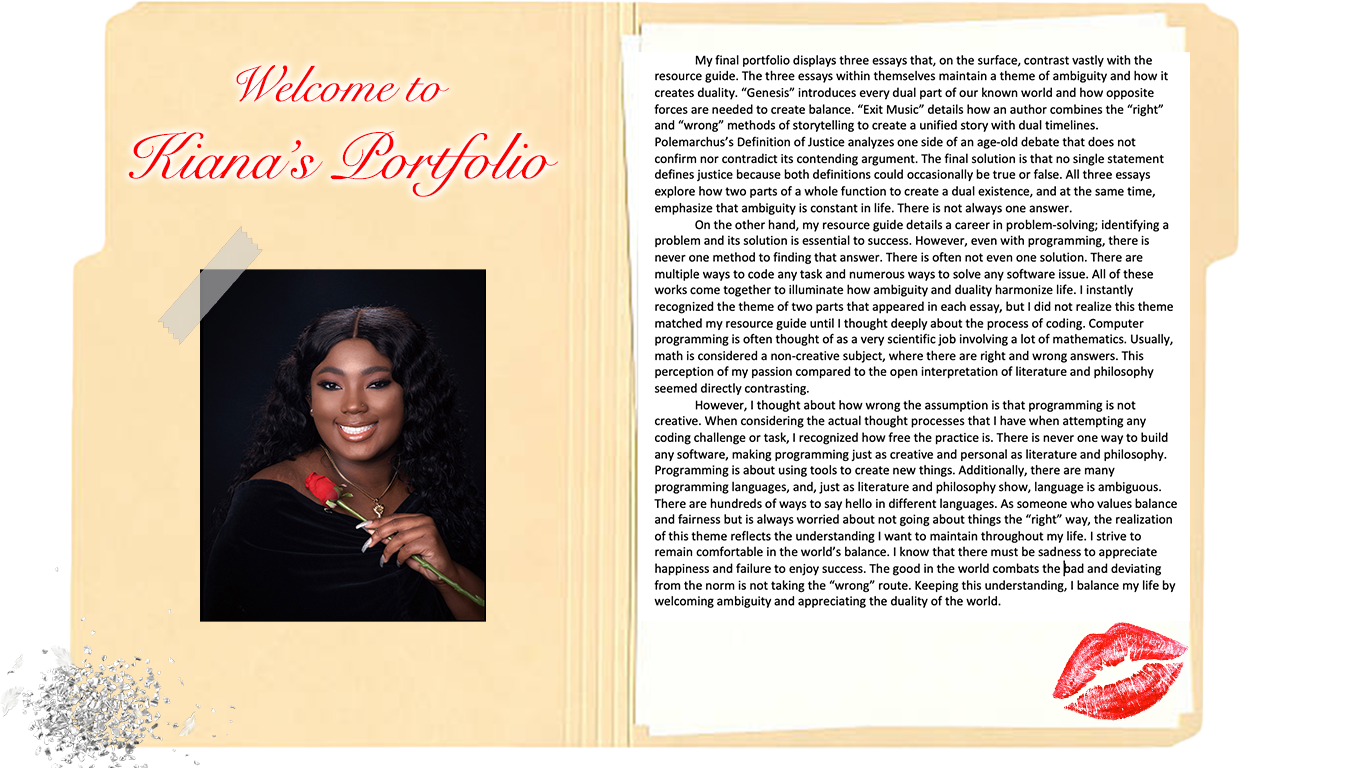 Welcome to
Kiana's Portfolio
My final portfolio displays three essays that, on the surface, contrast vastly with the
resource guide. The three essays within themselves maintain a theme of ambiguity and how it
creates duality. “Genesis” introduces every dual part of our known world and how opposite
forces are needed to create balance. “Exit Music” details how an author combines the “right”
and “wrong” methods of storytelling to create a unified story with dual timelines.
Polemarchus’s Definition of Justice analyzes one side of an age-old debate that does not
confirm nor contradict its contending argument. The final solution is that no single statement
defines justice because both definitions could occasionally be true or false. All three essays
explore how two parts of a whole function to create a dual existence, and at the same time,
emphasize that ambiguity is constant in life. There is not always one answer.
On the other hand, my resource guide details a career in problem-solving; identifying a
problem and its solution is essential to success. However, even with programming, there is
never one method to finding that answer. There is often not even one solution. There are
multiple ways to code any task and numerous ways to solve any software issue. All of these
works come together to illuminate how ambiguity and duality harmonize life. I instantly
recognized the theme of two parts that appeared in each essay, but I did not realize this theme
matched my resource guide until I thought deeply about the process of coding. Computer
programming is often thought of as a very scientific job involving a lot of mathematics. Usually,
math is considered a non-creative subject, where there are right and wrong answers. This
perception of my passion compared to the open interpretation of literature and philosophy
seemed directly contrasting.
However, I thought about how wrong the assumption is that programming is not
creative. When considering the actual thought processes that I have when attempting any
coding challenge or task, I recognized how free the practice is. There is never one way to build
any software, making programming just as creative and personal as literature and philosophy.
Programming is about using tools to create new things. Additionally, there are many
programming languages, and, just as literature and philosophy show, language is ambiguous.
There are hundreds of ways to say hello in different languages. As someone who values balance
and fairness but is always worried about not going about things the “right” way, the realization
of this theme reflects the understanding I want to maintain throughout my life. I strive to
remain comfortable in the world’s balance. I know that there must be sadness to appreciate
happiness and failure to enjoy success. The good in the world combats the bad and deviating
from the norm is not taking the “wrong” route. Keeping this understanding, I balance my life by
welcoming ambiguity and appreciating the duality of the world.